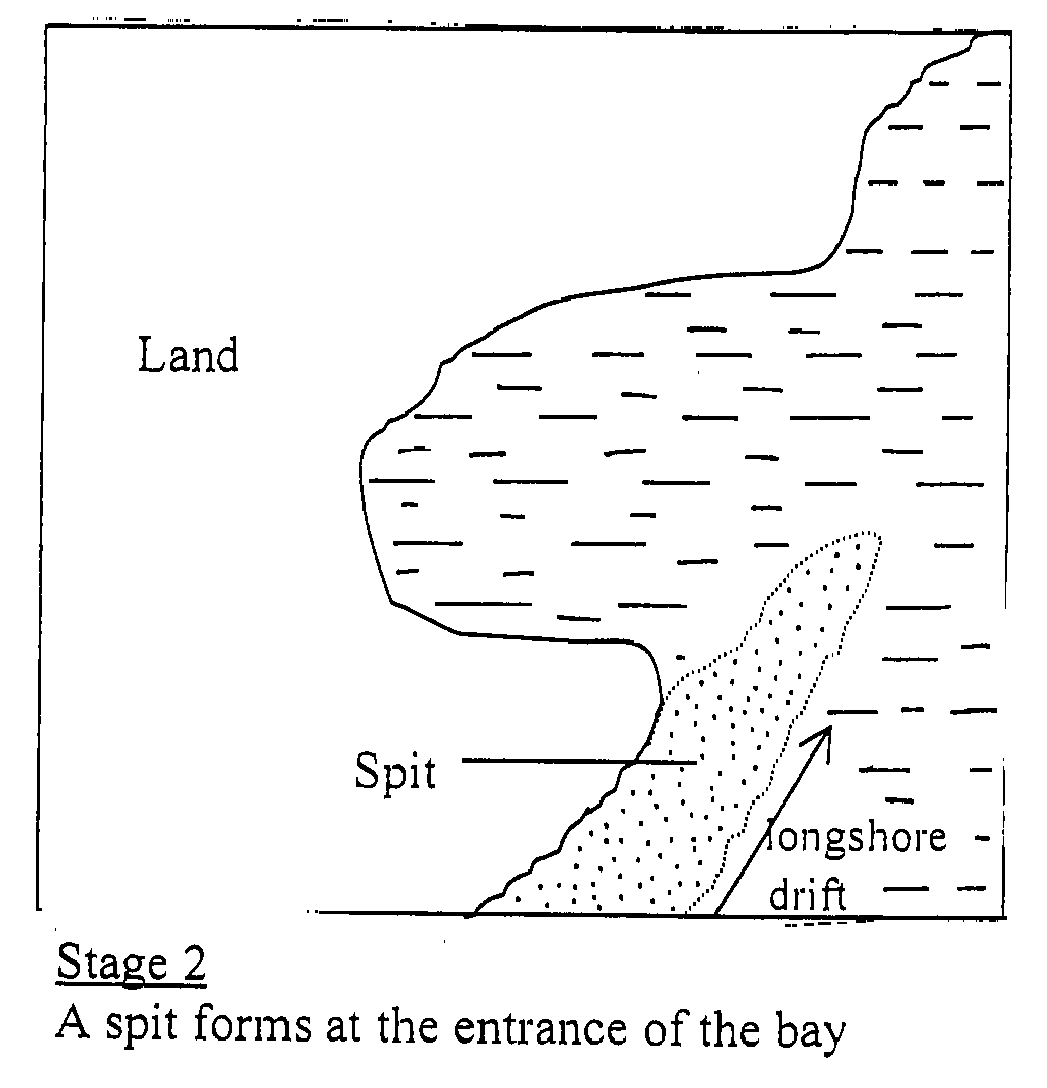 Land
Spit
longshore
drift
Stage 2
A spit forms at the entrance of the bay